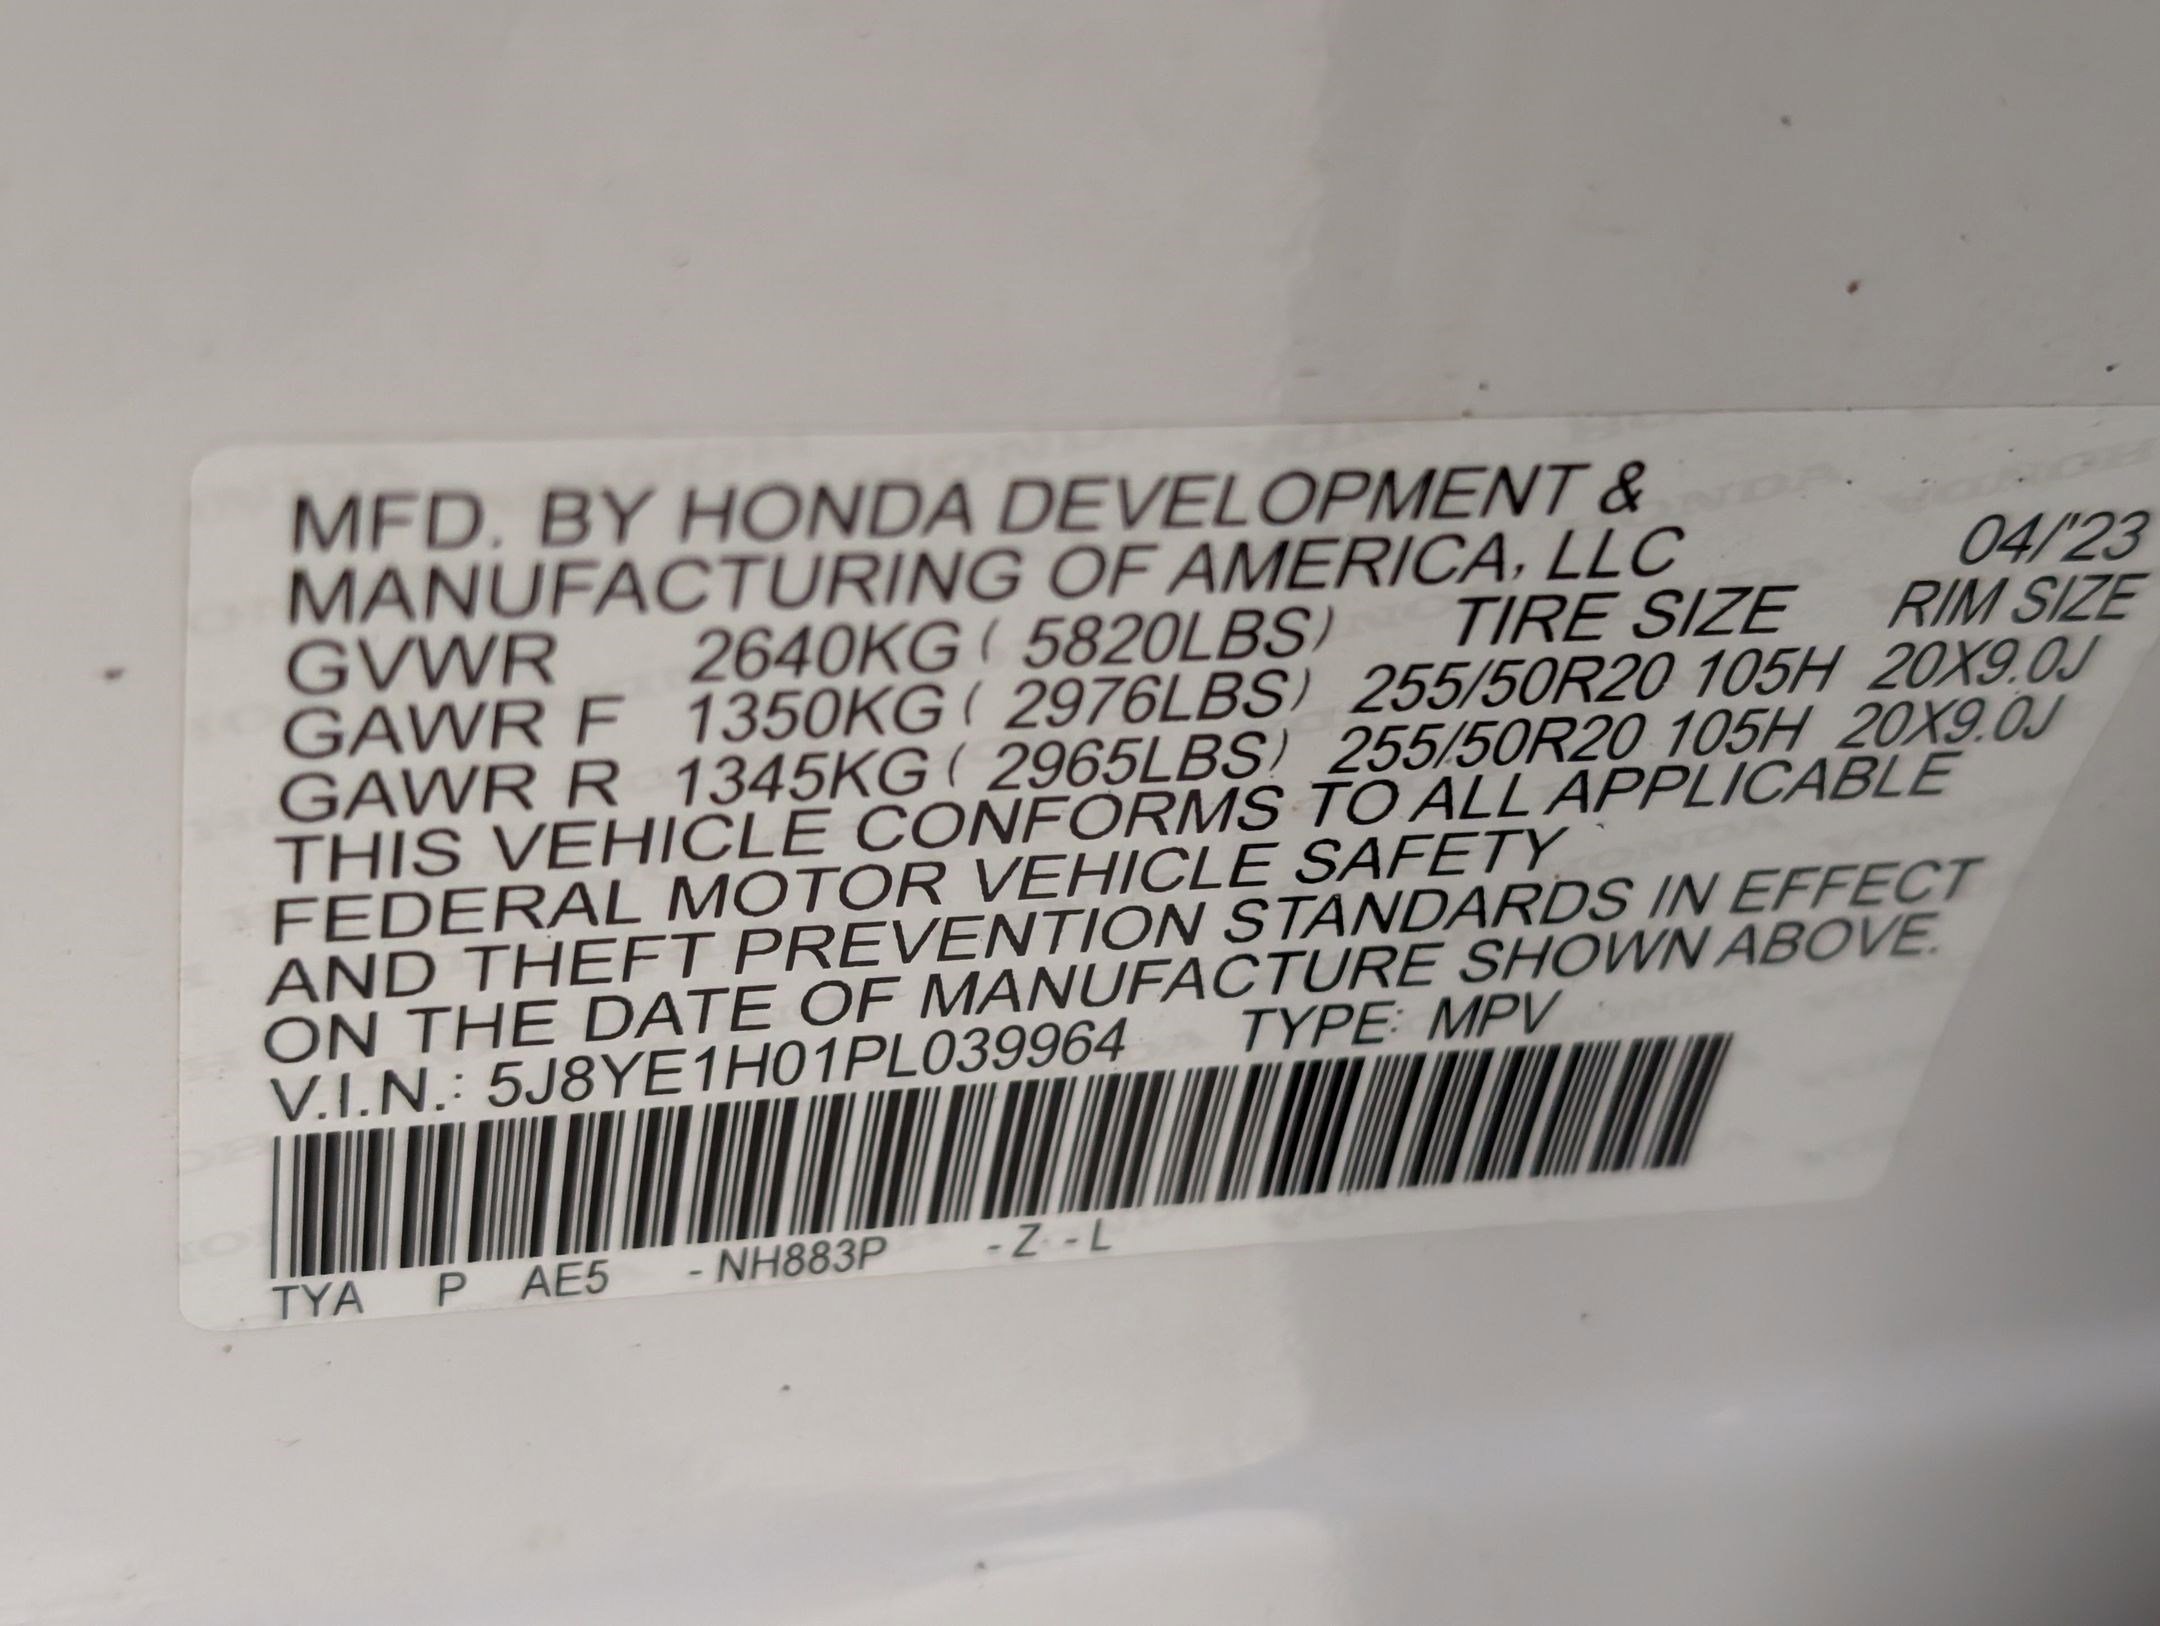 MFD. BY HONDA DEVELOPMENT &
MANUFACTURING OF AMERICA, LLC 04/'23
GVWR 2640KG ( 5820LBS) TIRE SIZE RIM SIZE
GAWR F 1350KG ( 2976LBS) 255/50R20 105H 20X9.0J
GAWR R 1345KG ( 2965LBS) 255/50R20 105H 20X9.0J
THIS VEHICLE CONFORMS TO ALL APPLICABLE
FEDERAL MOTOR VEHICLE SAFETY
AND THEFT PREVENTION STANDARDS IN EFFECT
ON THE DATE OF MANUFACTURE SHOWN ABOVE.
V.I.N.: 5J8YE1H01PL039964 TYPE: MPV
TYA P AE5 - NH883P - Z - L